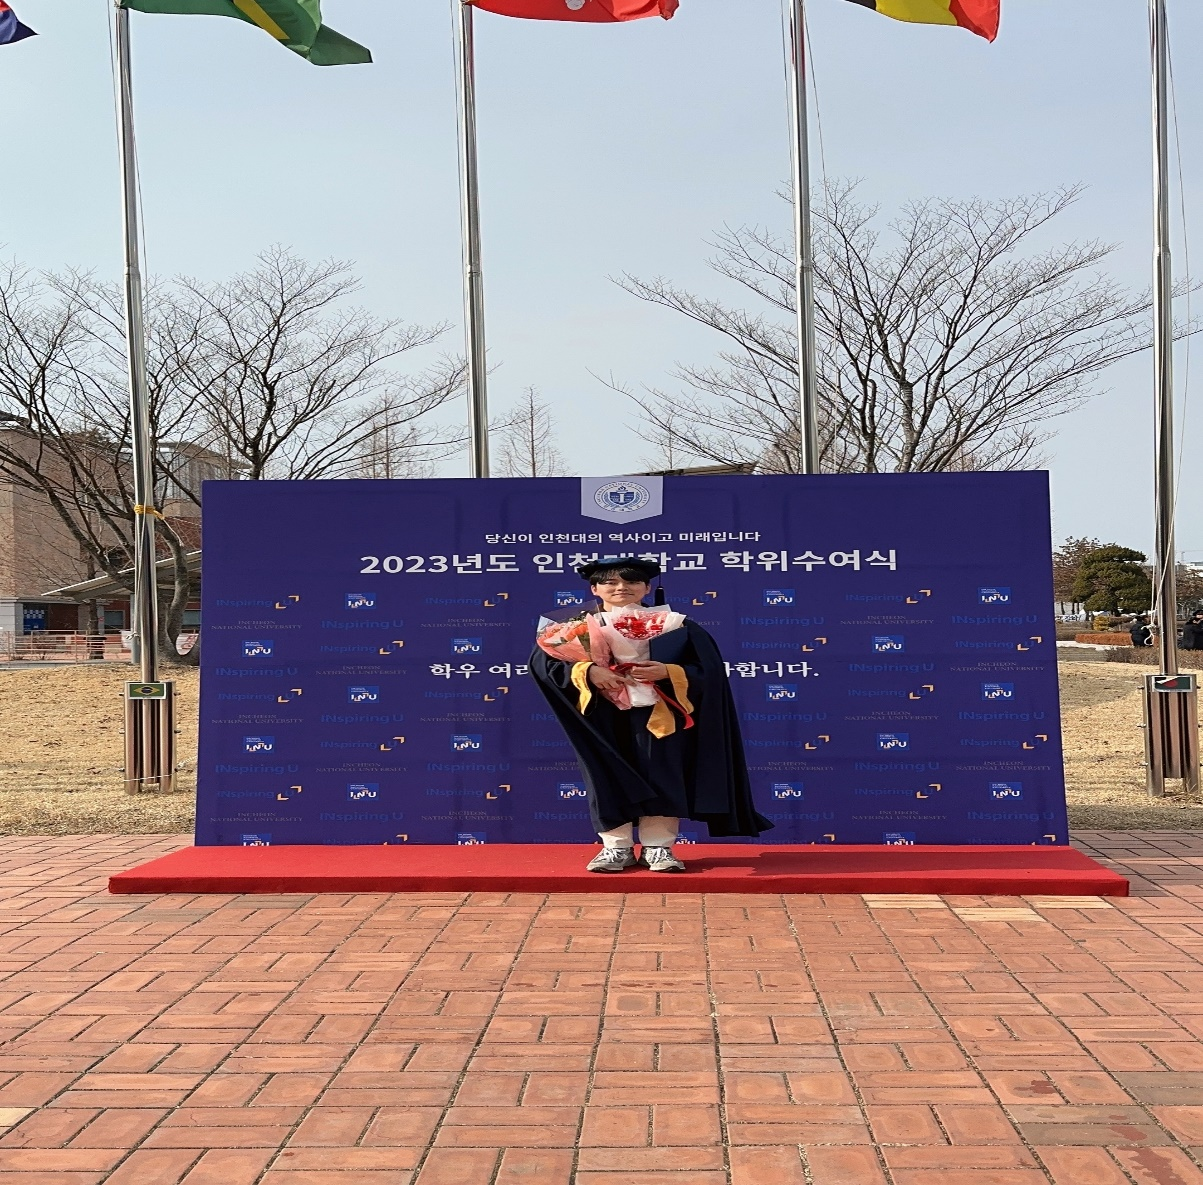 당신이 인천대의 역사이고 미래입니다
2023년도 인천대학교 학위수여식
INspiring U
INU
INCHEON
NATIONAL UNIVERSITY
INspiring U
학우 여러 합니다.